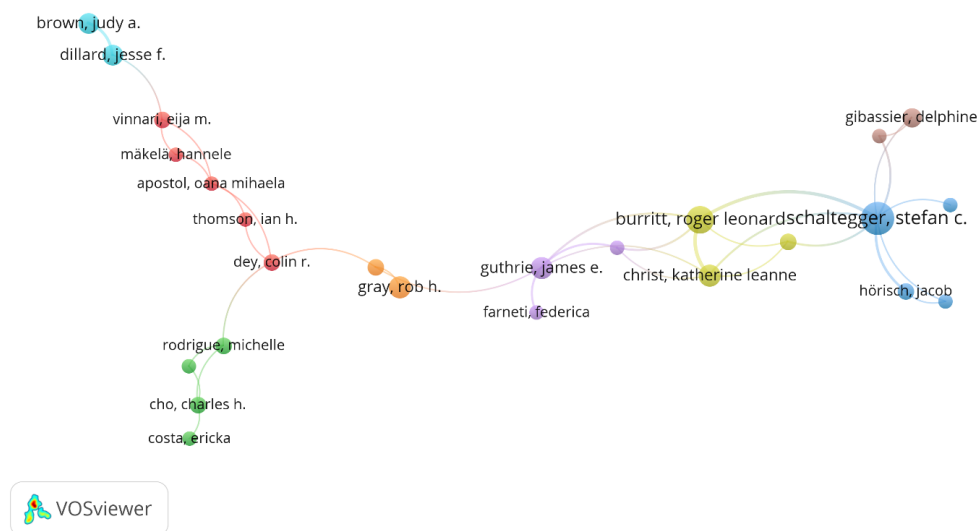 brown, judy a.
dillard, jesse f.
vinnari, eija m.
mäkelä, hannele
apostol, oana mihaela
thomson, ian h.
dey, colin r.
gray, rob h.
rodrigue, michelle
cho, charles h.
costa, ericka
guthrie, james e.
farneti, federica
burritt, roger leonard
christ, katherine leanne
gibassier, delphine
schaltegger, stefan c.
hörisch, jacob
VOSviewer